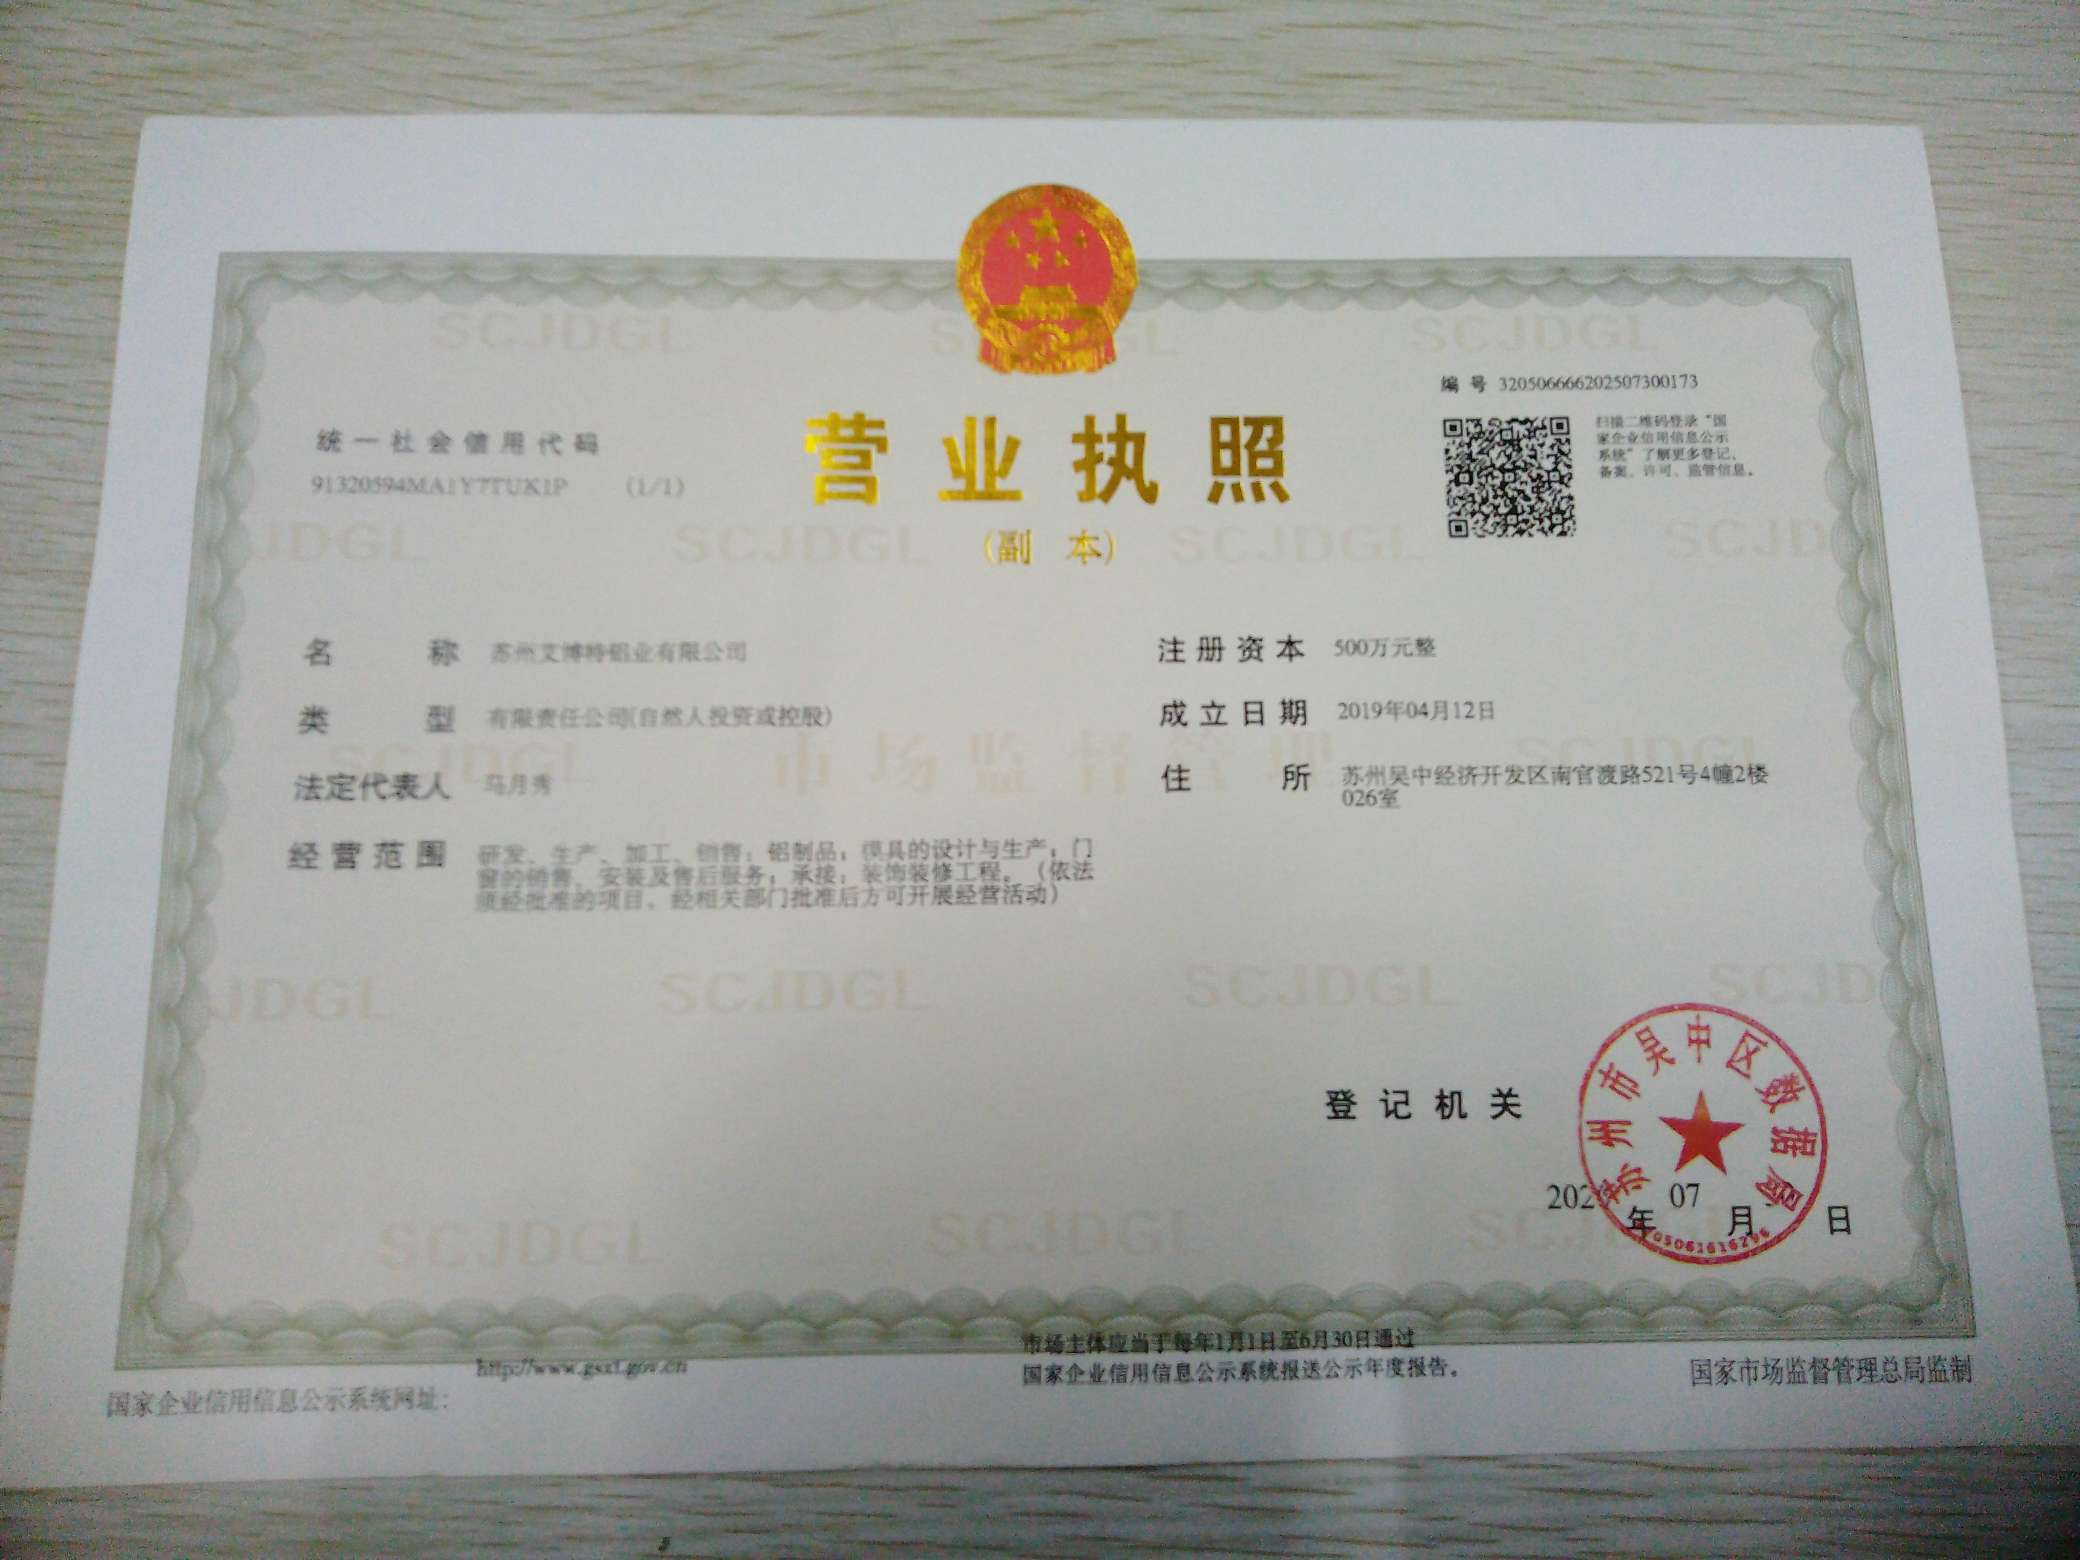 编 号 320506666202507300173
统一社会信用代码
91320594MA1Y7TUK1P (1/1)
营业执照
(副 本)
扫描二维码登录“国
家企业信用信息公示
系统”了解更多登记、
备案、许可、监管信息。
名 称 苏州艾博特铝业有限公司
类 型 有限责任公司(自然人投资或控股)
法定代表人 马月秀
经营范围 研发、生产、加工、销售：铝制品；模具的设计与生产；门
窗的销售、安装及售后服务；承接：装饰装修工程。（依法
须经批准的项目，经相关部门批准后方可开展经营活动）
注册资本 500万元整
成立日期 2019年04月12日
住 所 苏州吴中经济开发区南官渡路521号4幢2楼
026室
登记机关
苏州市吴中区数据局
202 年 07 月 日
http://www.gsxt.gov.cn
国家企业信用信息公示系统网址：
市场主体应当于每年1月1日至6月30日通过
国家企业信用信息公示系统报送公示年度报告。
国家市场监督管理总局监制
SCJDGL
市场监督管理